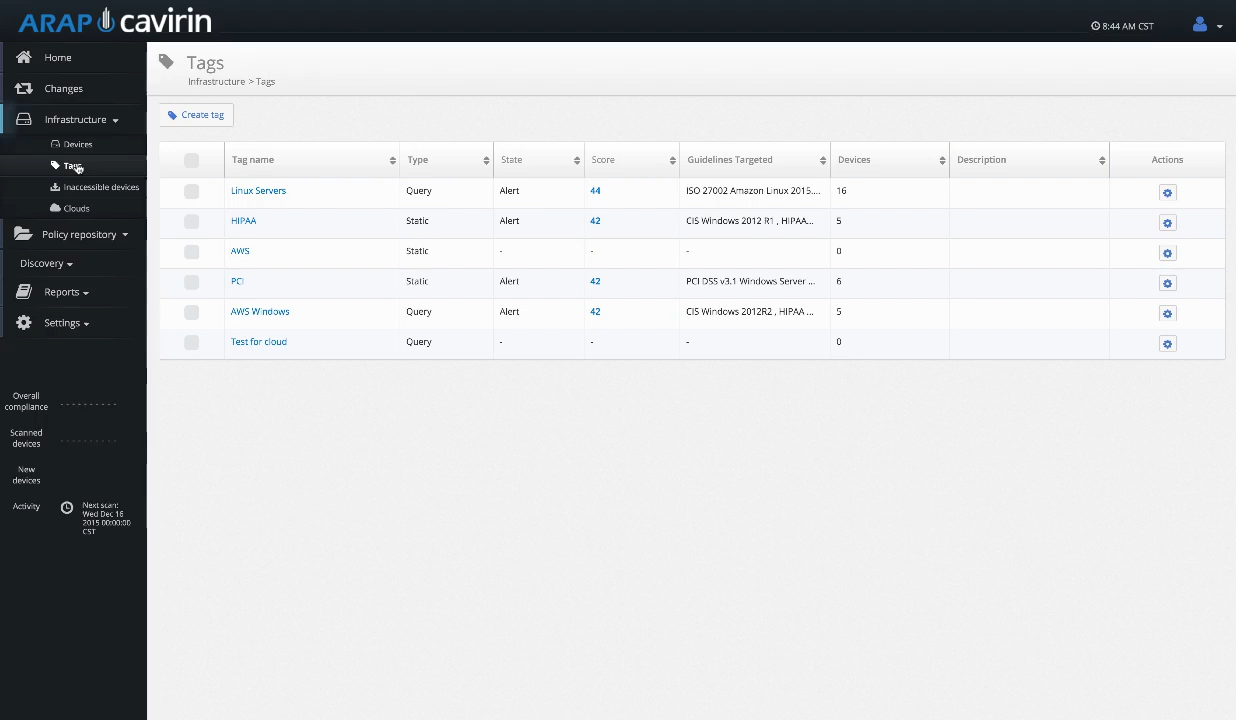 ARAP cavirin
8:44 AM CST
Home
Changes
Infrastructure
Devices
Tags
Inaccessible devices
Clouds
Policy repository
Discovery
Reports
Settings
Overall
compliance
Scanned
devices
New
devices
Activity
Next scan:
Wed Dec 16
2015 00:00:00
CST
Tags
Infrastructure > Tags
Create tag
Tag name Type State Score Guidelines Targeted Devices Description Actions
Linux Servers Query Alert 44 ISO 27002 Amazon Linux 2015.... 16
HIPAA Static Alert 42 CIS Windows 2012 R1 , HIPAA... 5
AWS Static - - - 0
PCI Static Alert 42 PCI DSS v3.1 Windows Server ... 6
AWS Windows Query Alert 42 CIS Windows 2012R2 , HIPAA ... 5
Test for cloud Query - - - 0